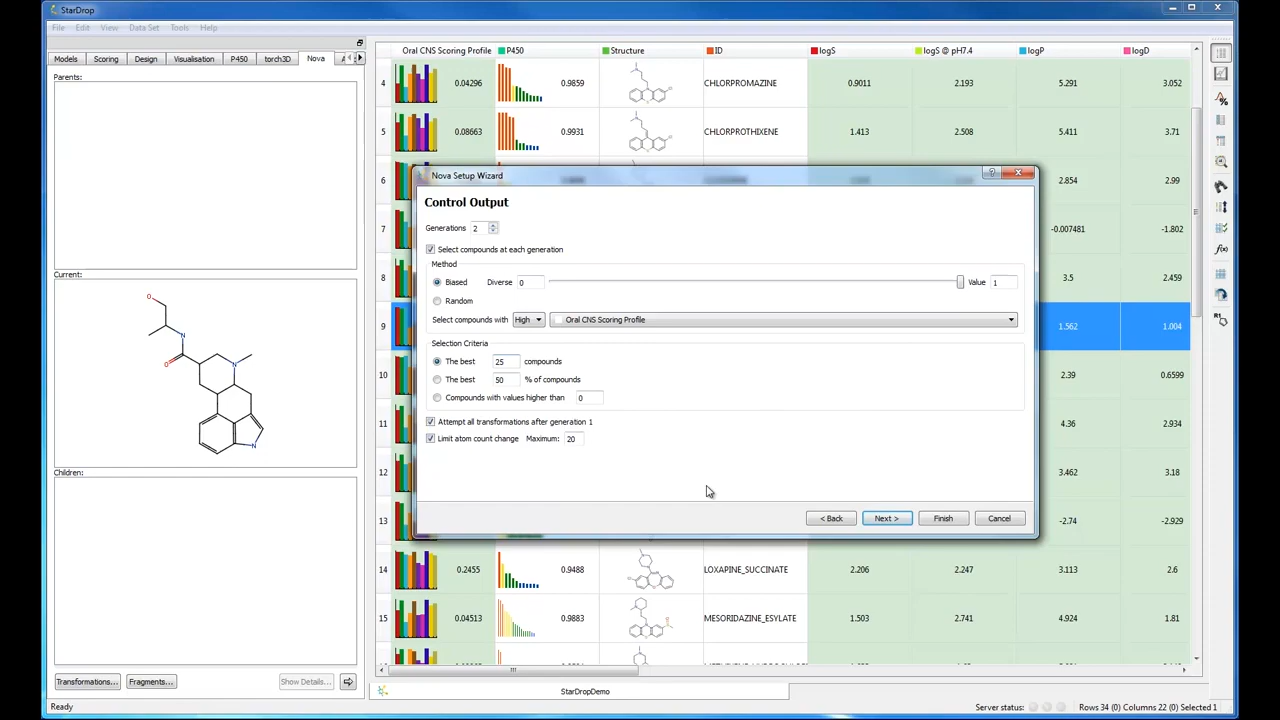 StarDrop
File Edit View Data Set Tools Help
Models Scoring Design Visualisation P450 torch3D Nova
Parents:
Current:
Children:
Transformations... Fragments... Show Details...
Ready
Oral CNS Scoring Profile P450 Structure ID logS logS @ pH7.4 logP logD
4 0.04296 0.9859 CHLORPROMAZINE 0.9011 2.193 5.291 3.052
5 0.08663 0.9931 CHLORPROTHIXENE 1.413 2.508 5.411 3.71
6 2.854 2.99
7 -0.007481 -1.802
8 3.5 2.459
9 1.562 1.004
10 2.39 0.6599
11 4.36 2.934
12 3.462 3.18
13 -2.74 -2.929
14 0.2455 0.9488 LOXAPINE_SUCCINATE 2.206 2.247 3.113 2.6
15 0.04513 0.9883 MESORIDAZINE_ESYLATE 1.503 2.741 4.924 1.81
Nova Setup Wizard
Control Output
Generations 2
Select compounds at each generation
Method
Biased Diverse 0 Value 1
Random
Select compounds with High Oral CNS Scoring Profile
Selection Criteria
The best 25 compounds
The best 50 % of compounds
Compounds with values higher than 0
Attempt all transformations after generation 1
Limit atom count change Maximum: 20
< Back Next > Finish Cancel
StarDropDemo
Server status: Rows 34 (0) Columns 22 (0) Selected 1